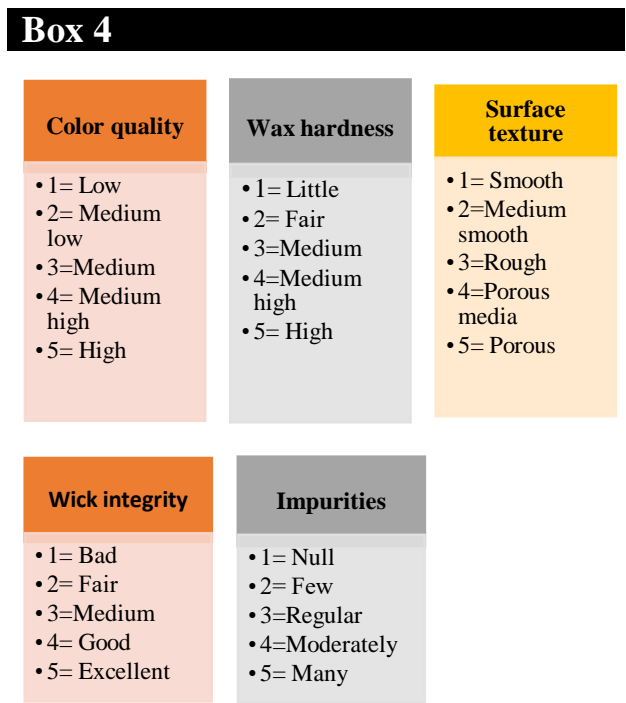 Box 4
Color quality
• 1= Low
• 2= Medium
low
• 3=Medium
• 4= Medium
high
• 5= High
Wax hardness
• 1= Little
• 2= Fair
• 3=Medium
• 4=Medium
high
• 5= High
Surface
texture
• 1= Smooth
• 2=Medium
smooth
• 3=Rough
• 4=Porous
media
• 5= Porous
Wick integrity
• 1= Bad
• 2= Fair
• 3=Medium
• 4= Good
• 5= Excellent
Impurities
• 1= Null
• 2= Few
• 3=Regular
• 4=Moderately
• 5= Many